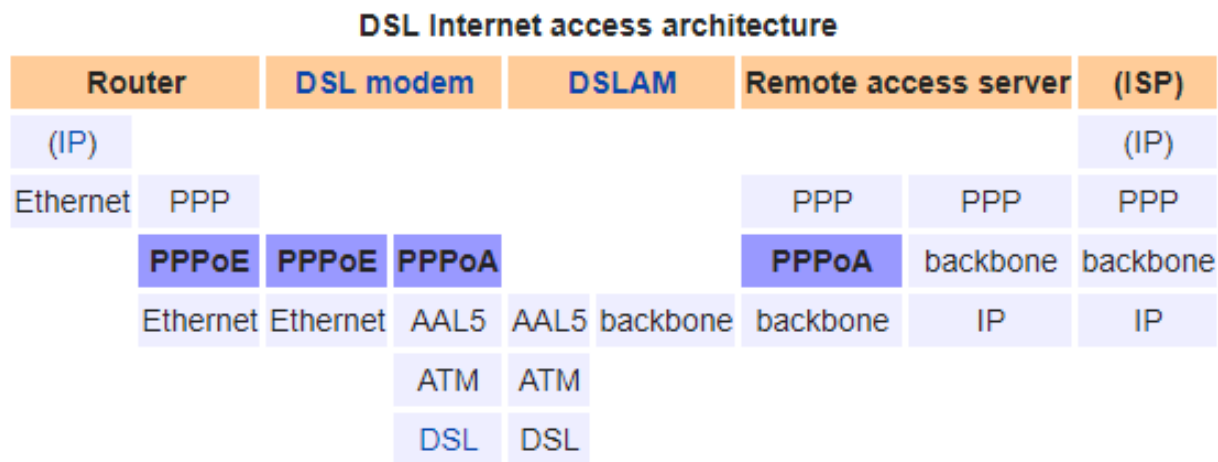 DSL Internet access architecture
Router DSL modem DSLAM Remote access server (ISP)
(IP) (IP)
Ethernet PPP PPP PPP PPP
PPPoE PPPoE PPPoA PPPoA backbone backbone
Ethernet Ethernet AAL5 AAL5 backbone backbone IP IP
ATM ATM
DSL DSL